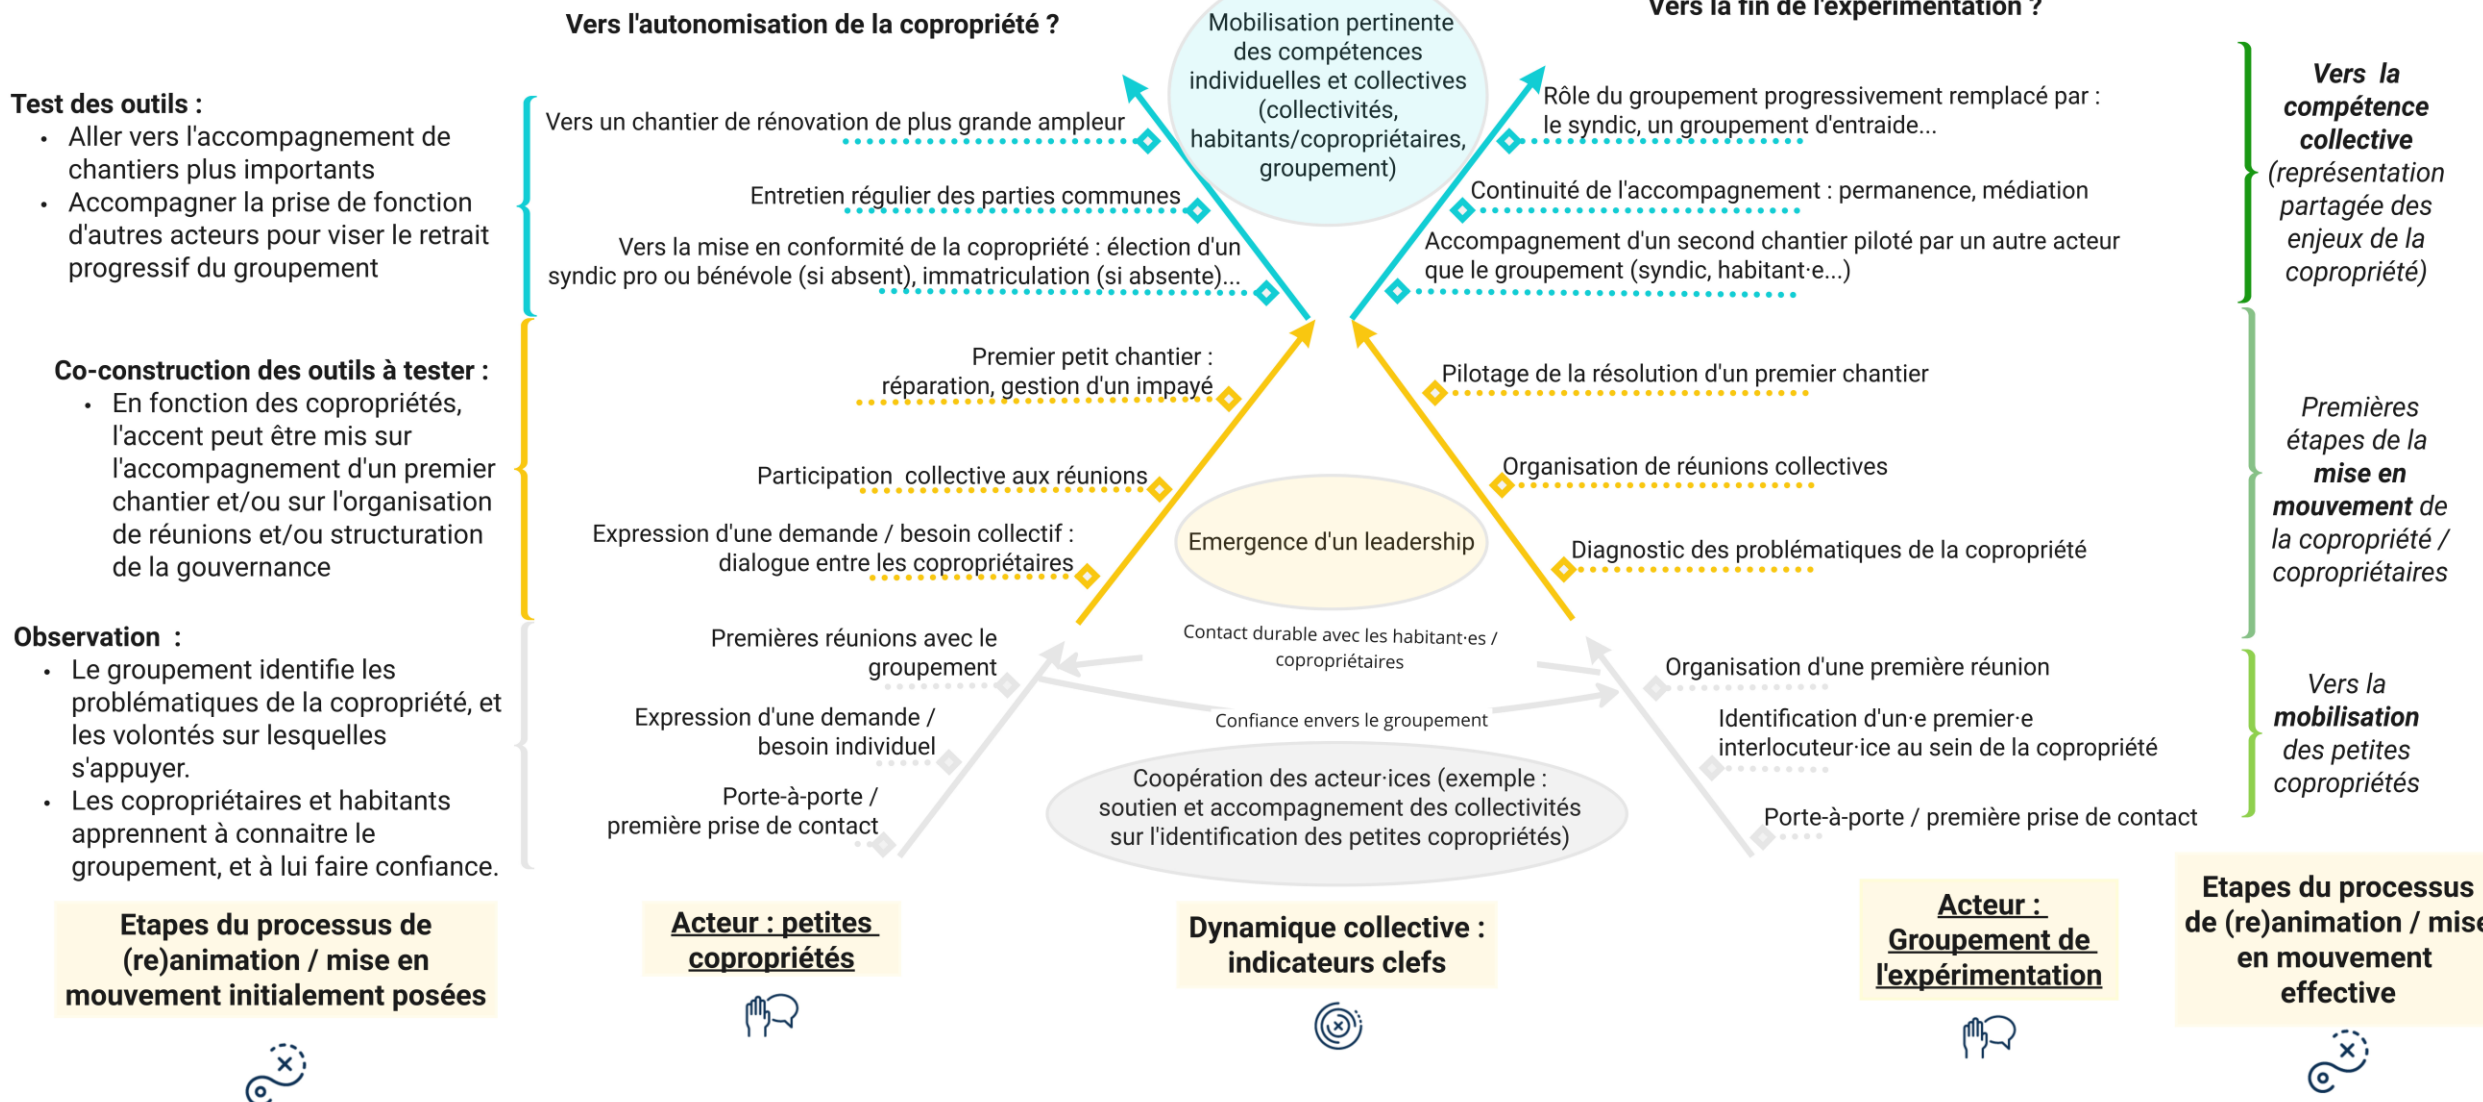 Vers l'autonomisation de la copropriété ?
Vers la fin de l'expérimentation ?
Test des outils :
• Aller vers l'accompagnement de
chantiers plus importants
• Accompagner la prise de fonction
d'autres acteurs pour viser le retrait
progressif du groupement
Co-construction des outils à tester :
• En fonction des copropriétés,
l'accent peut être mis sur
l'accompagnement d'un premier
chantier et/ou sur l'organisation
de réunions et/ou structuration
de la gouvernance
Observation :
• Le groupement identifie les
problématiques de la copropriété, et
les volontés sur lesquelles
s'appuyer.
• Les copropriétaires et habitants
apprennent à connaitre le
groupement, et à lui faire confiance.
Etapes du processus de
(re)animation / mise en
mouvement initialement posées
Vers un chantier de rénovation de plus grande ampleur
Entretien régulier des parties communes
Vers la mise en conformité de la copropriété : élection d'un
syndic pro ou bénévole (si absent), immatriculation (si absente)...
Premier petit chantier :
réparation, gestion d'un impayé
Participation collective aux réunions
Expression d'une demande / besoin collectif :
dialogue entre les copropriétaires
Premières réunions avec le
groupement
Expression d'une demande /
besoin individuel
Porte-à-porte /
première prise de contact
Acteur : petites
copropriétés
Mobilisation pertinente
des compétences
individuelles et collectives
(collectivités,
habitants/copropriétaires,
groupement)
Emergence d'un leadership
Contact durable avec les habitant·es /
copropriétaires
Confiance envers le groupement
Coopération des acteur·ices (exemple :
soutien et accompagnement des collectivités
sur l'identification des petites copropriétés)
Dynamique collective :
indicateurs clefs
Rôle du groupement progressivement remplacé par :
le syndic, un groupement d'entraide...
Continuité de l'accompagnement : permanence, médiation
Accompagnement d'un second chantier piloté par un autre acteur
que le groupement (syndic, habitant·e...)
Pilotage de la résolution d'un premier chantier
Organisation de réunions collectives
Diagnostic des problématiques de la copropriété
Organisation d'une première réunion
Identification d'un·e premier·e
interlocuteur·ice au sein de la copropriété
Porte-à-porte / première prise de contact
Acteur :
Groupement de
l'expérimentation
Vers la
compétence
collective
(représentation
partagée des
enjeux de la
copropriété)
Premières
étapes de la
mise en
mouvement de
la copropriété /
copropriétaires
Vers la
mobilisation
des petites
copropriétés
Etapes du processus
de (re)animation / mise
en mouvement
effective